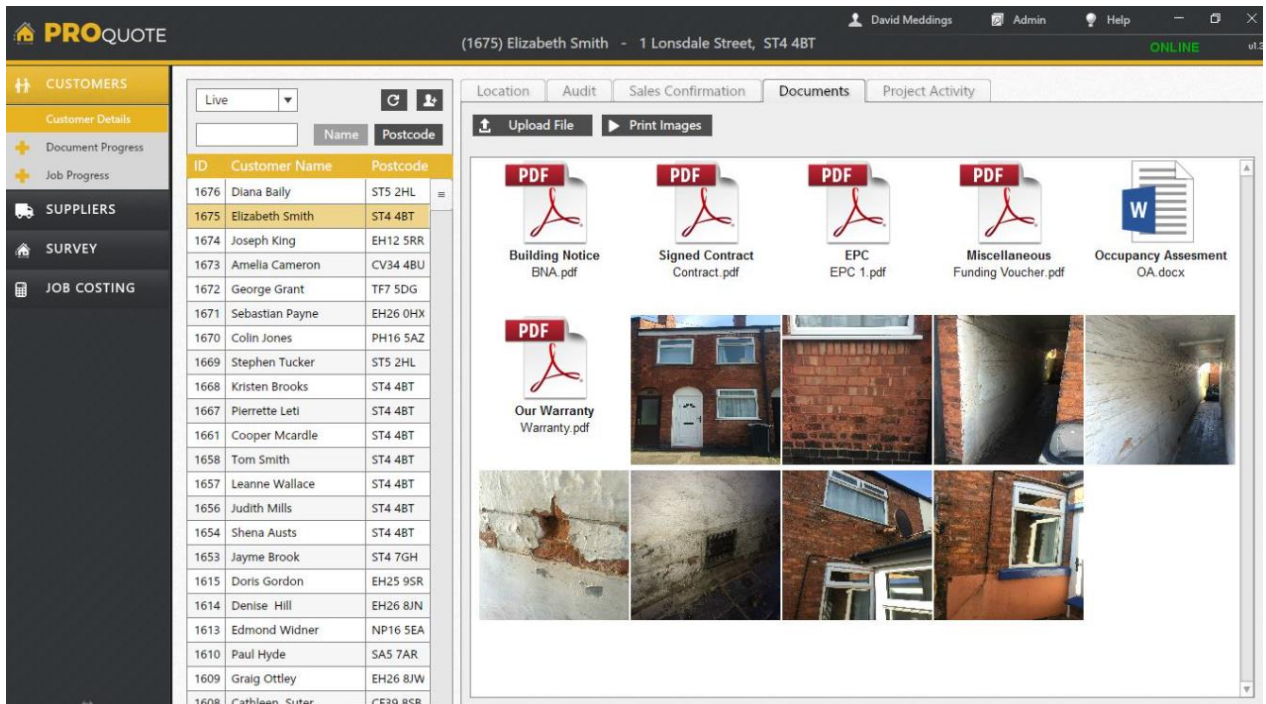 PROQUOTE
David Meddings
Admin
Help
(1675) Elizabeth Smith - 1 Lonsdale Street, ST4 4BT
ONLINE
CUSTOMERS
Customer Details
Document Progress
Job Progress
SUPPLIERS
SURVEY
JOB COSTING
Live
Name Postcode
ID Customer Name Postcode
1676 Diana Baily ST5 2HL
1675 Elizabeth Smith ST4 4BT
1674 Joseph King EH12 5RR
1673 Amelia Cameron CV34 4BU
1672 George Grant TF7 5DG
1671 Sebastian Payne EH26 0HX
1670 Colin Jones PH16 5AZ
1669 Stephen Tucker ST5 2HL
1668 Kristen Brooks ST4 4BT
1667 Pierrette Leti ST4 4BT
1661 Cooper Mcardle ST4 4BT
1658 Tom Smith ST4 4BT
1657 Leanne Wallace ST4 4BT
1656 Judith Mills ST4 4BT
1654 Shena Austs ST4 4BT
1653 Jayme Brook ST4 7GH
1615 Doris Gordon EH25 9SR
1614 Denise Hill EH26 8JN
1613 Edmond Widner NP16 5EA
1610 Paul Hyde SA5 7AR
1609 Graig Ottley EH26 8JW
1608 Cathleen Suter CF39 8SB
Location Audit Sales Confirmation Documents Project Activity
Upload File Print Images
PDF PDF PDF PDF W
Building Notice Signed Contract EPC Miscellaneous Occupancy Assesment
BNA.pdf Contract.pdf EPC 1.pdf Funding Voucher.pdf OA.docx
PDF
Our Warranty
Warranty.pdf